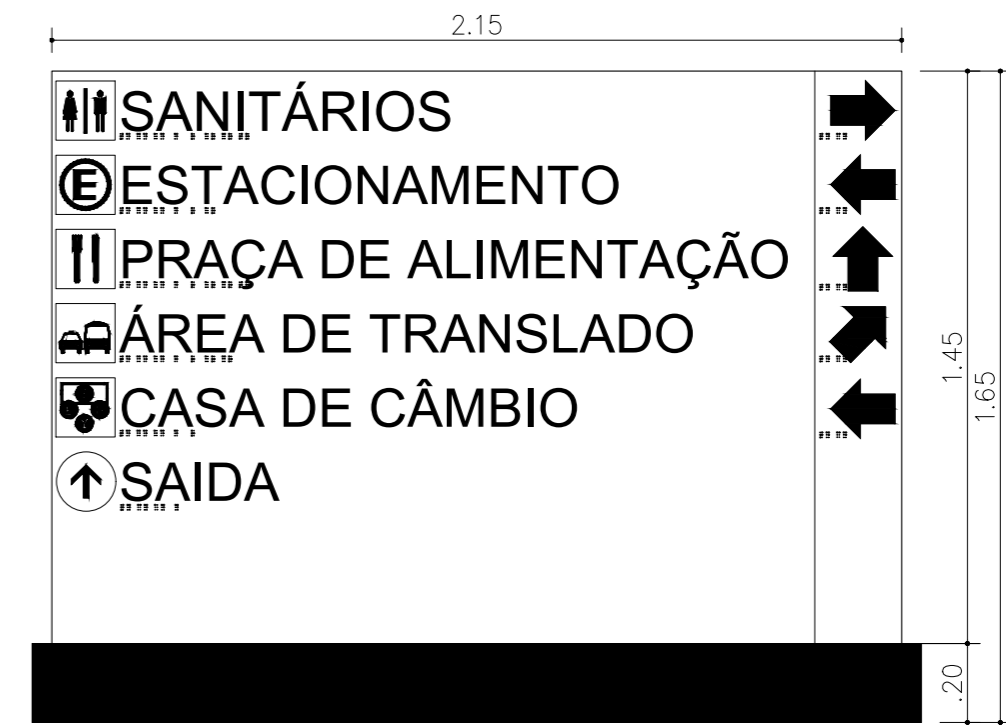 2.15
SANITÁRIOS
E ESTACIONAMENTO
PRAÇA DE ALIMENTAÇÃO
ÁREA DE TRANSLADO
CASA DE CÂMBIO
SAIDA
1.45
1.65
.20